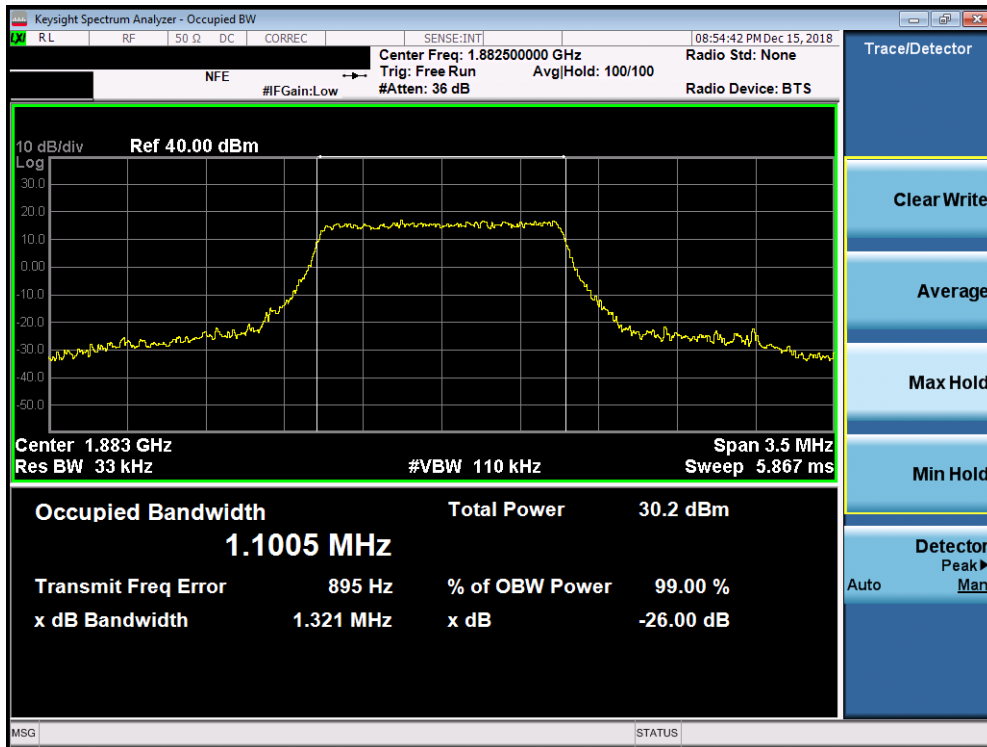 Keysight Spectrum Analyzer - Occupied BW
LXI RL RF 50 Ω DC CORREC SENSE:INT 08:54:42 PM Dec 15, 2018
Center Freq: 1.882500000 GHz Radio Std: None
NFE Trig: Free Run Avg|Hold: 100/100
#IFGain:Low #Atten: 36 dB Radio Device: BTS
10 dB/div Ref 40.00 dBm
Log
30.0
20.0
10.0
0.00
-10.0
-20.0
-30.0
-40.0
-50.0
Center 1.883 GHz Span 3.5 MHz
Res BW 33 kHz #VBW 110 kHz Sweep 5.867 ms
Occupied Bandwidth Total Power 30.2 dBm
1.1005 MHz
Transmit Freq Error 895 Hz % of OBW Power 99.00 %
x dB Bandwidth 1.321 MHz x dB -26.00 dB
MSG STATUS
Trace/Detector
Clear Write
Average
Max Hold
Min Hold
Detector
Peak
Auto Man